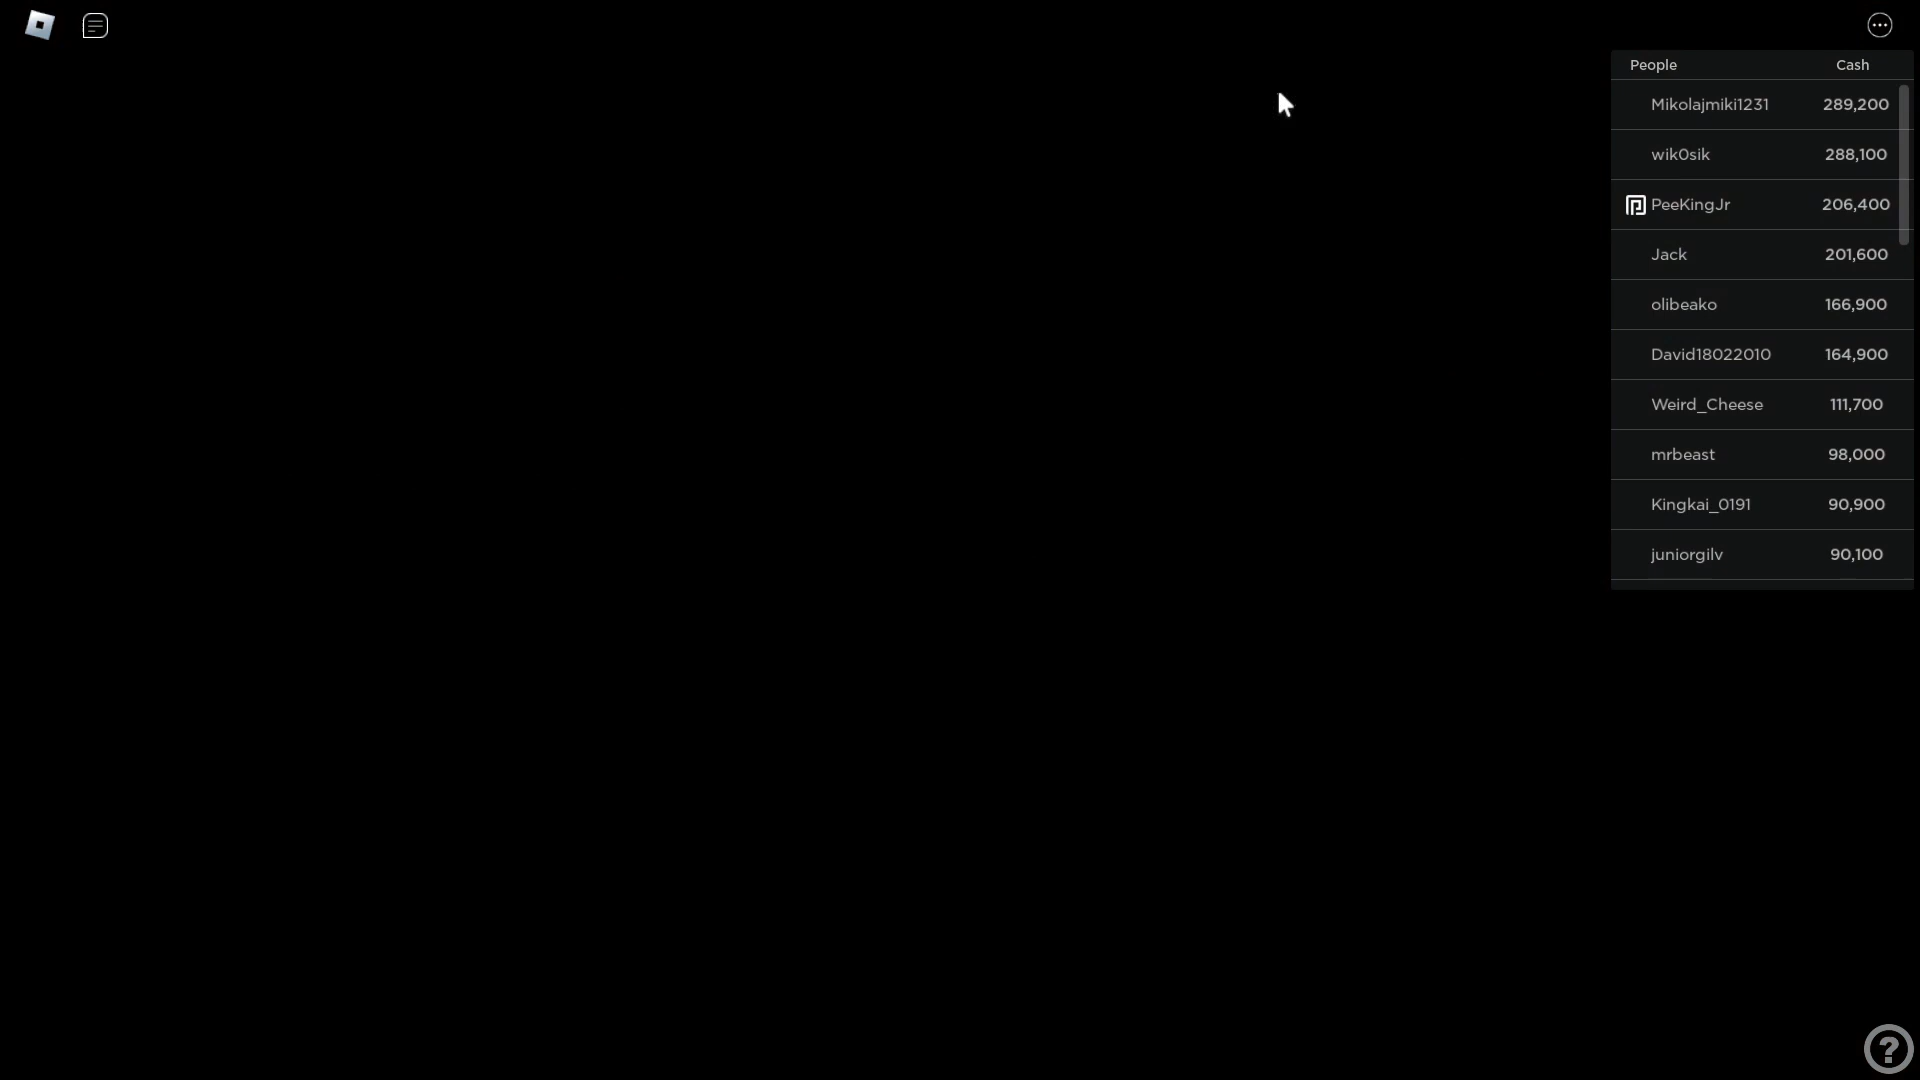 People Cash
Mikolajmiki1231 289,200
wik0sik 288,100
PeeKingJr 206,400
Jack 201,600
olibeako 166,900
David18022010 164,900
Weird_Cheese 111,700
mrbeast 98,000
Kingkai_0191 90,900
juniorgilv 90,100
?